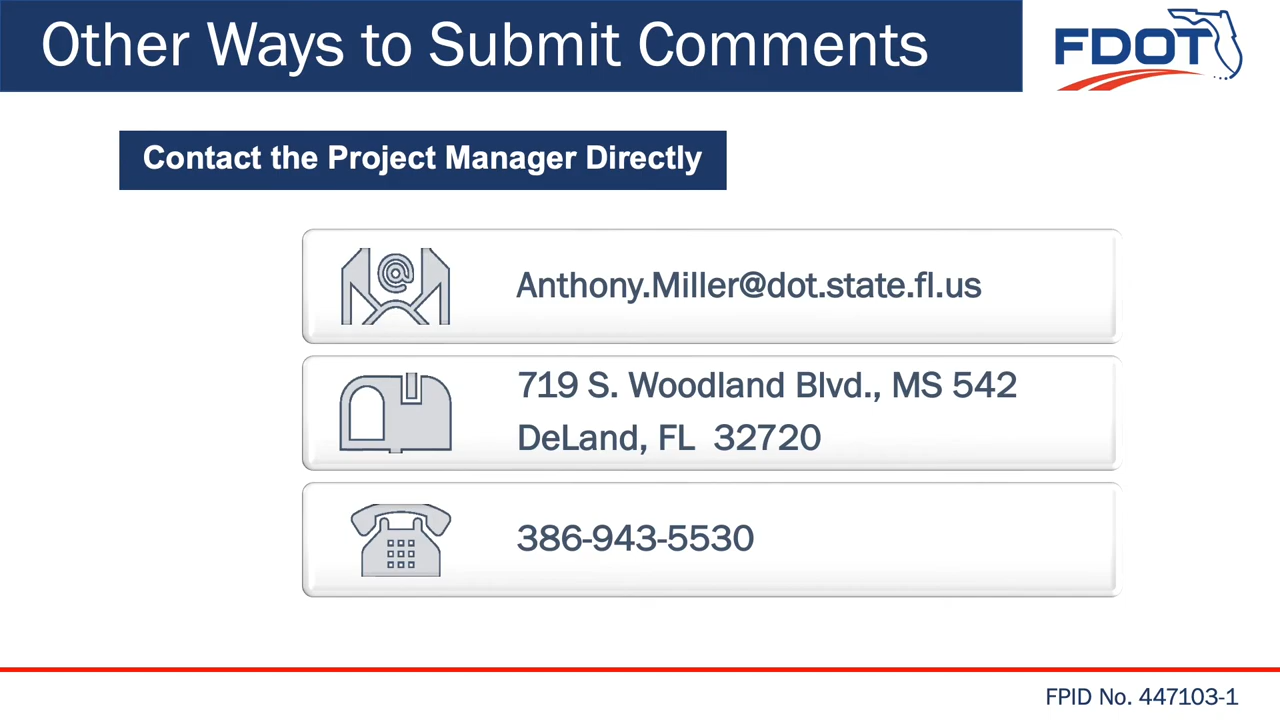 Other Ways to Submit Comments
FDOT
Contact the Project Manager Directly
@
Anthony.Miller@dot.state.fl.us
719 S. Woodland Blvd., MS 542
DeLand, FL  32720
386-943-5530
FPID No. 447103-1